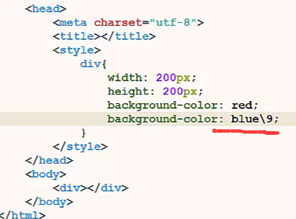 <head>
<meta charset="utf-8">
<title></title>
<style>
div{
width: 200px;
height: 200px;
background-color: red;
background-color: blue\9;
}
</style>
</head>
<body>
<div></div>
</body>
</html>